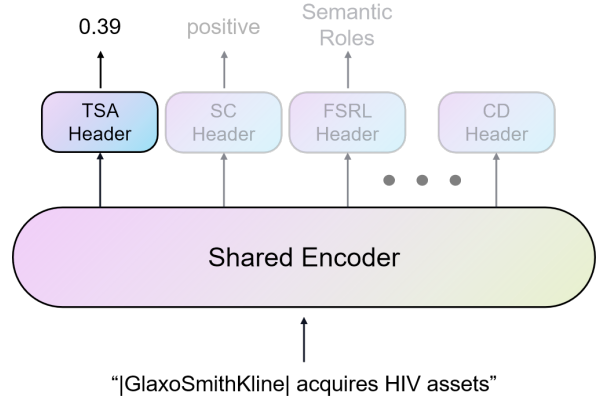 0.39
positive
Semantic
Roles
TSA
Header
SC
Header
FSRL
Header
CD
Header
Shared Encoder
“|GlaxoSmithKline| acquires HIV assets”